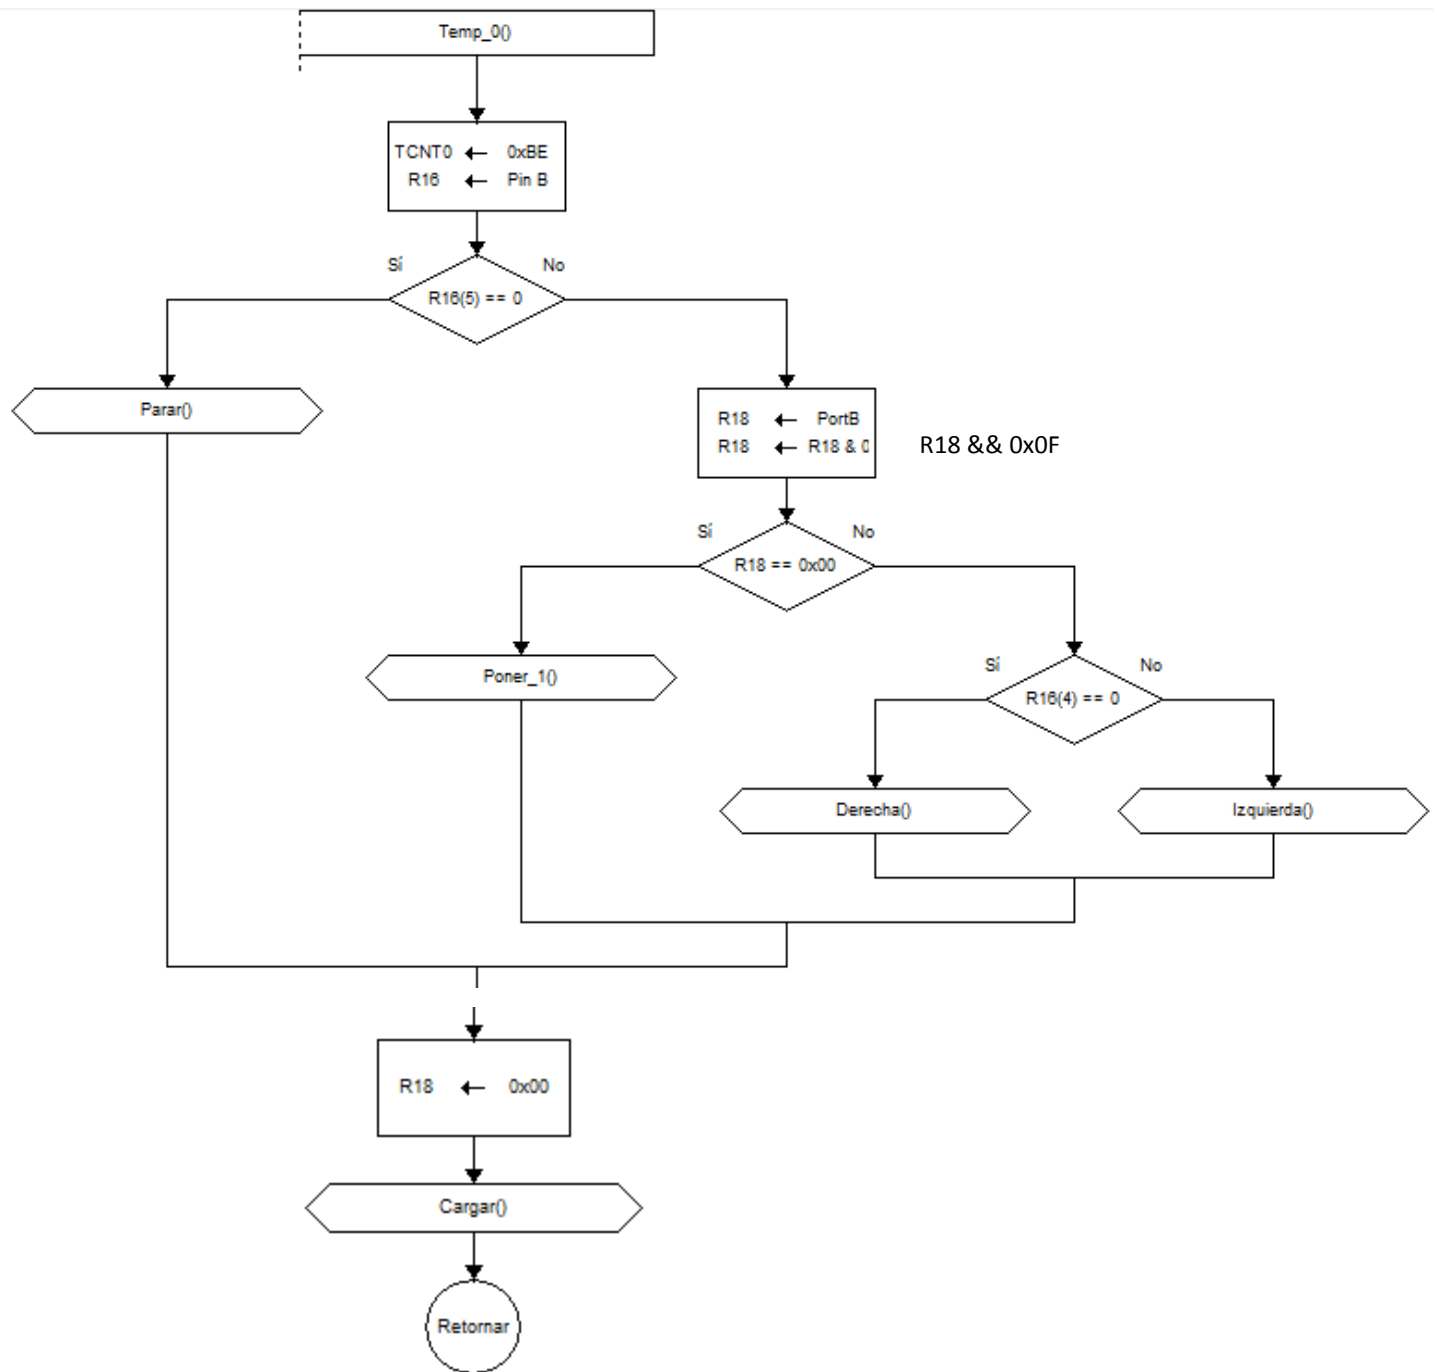 Temp_0()
TCNT0 ← 0xBE
R16 ← Pin B
Sí
No
R16(5) == 0
Parar()
R18 ← PortB
R18 ← R18 & 0
R18 && 0x0F
Sí
No
R18 == 0x00
Poner_1()
Sí
No
R16(4) == 0
Derecha()
Izquierda()
R18 ← 0x00
Cargar()
Retornar